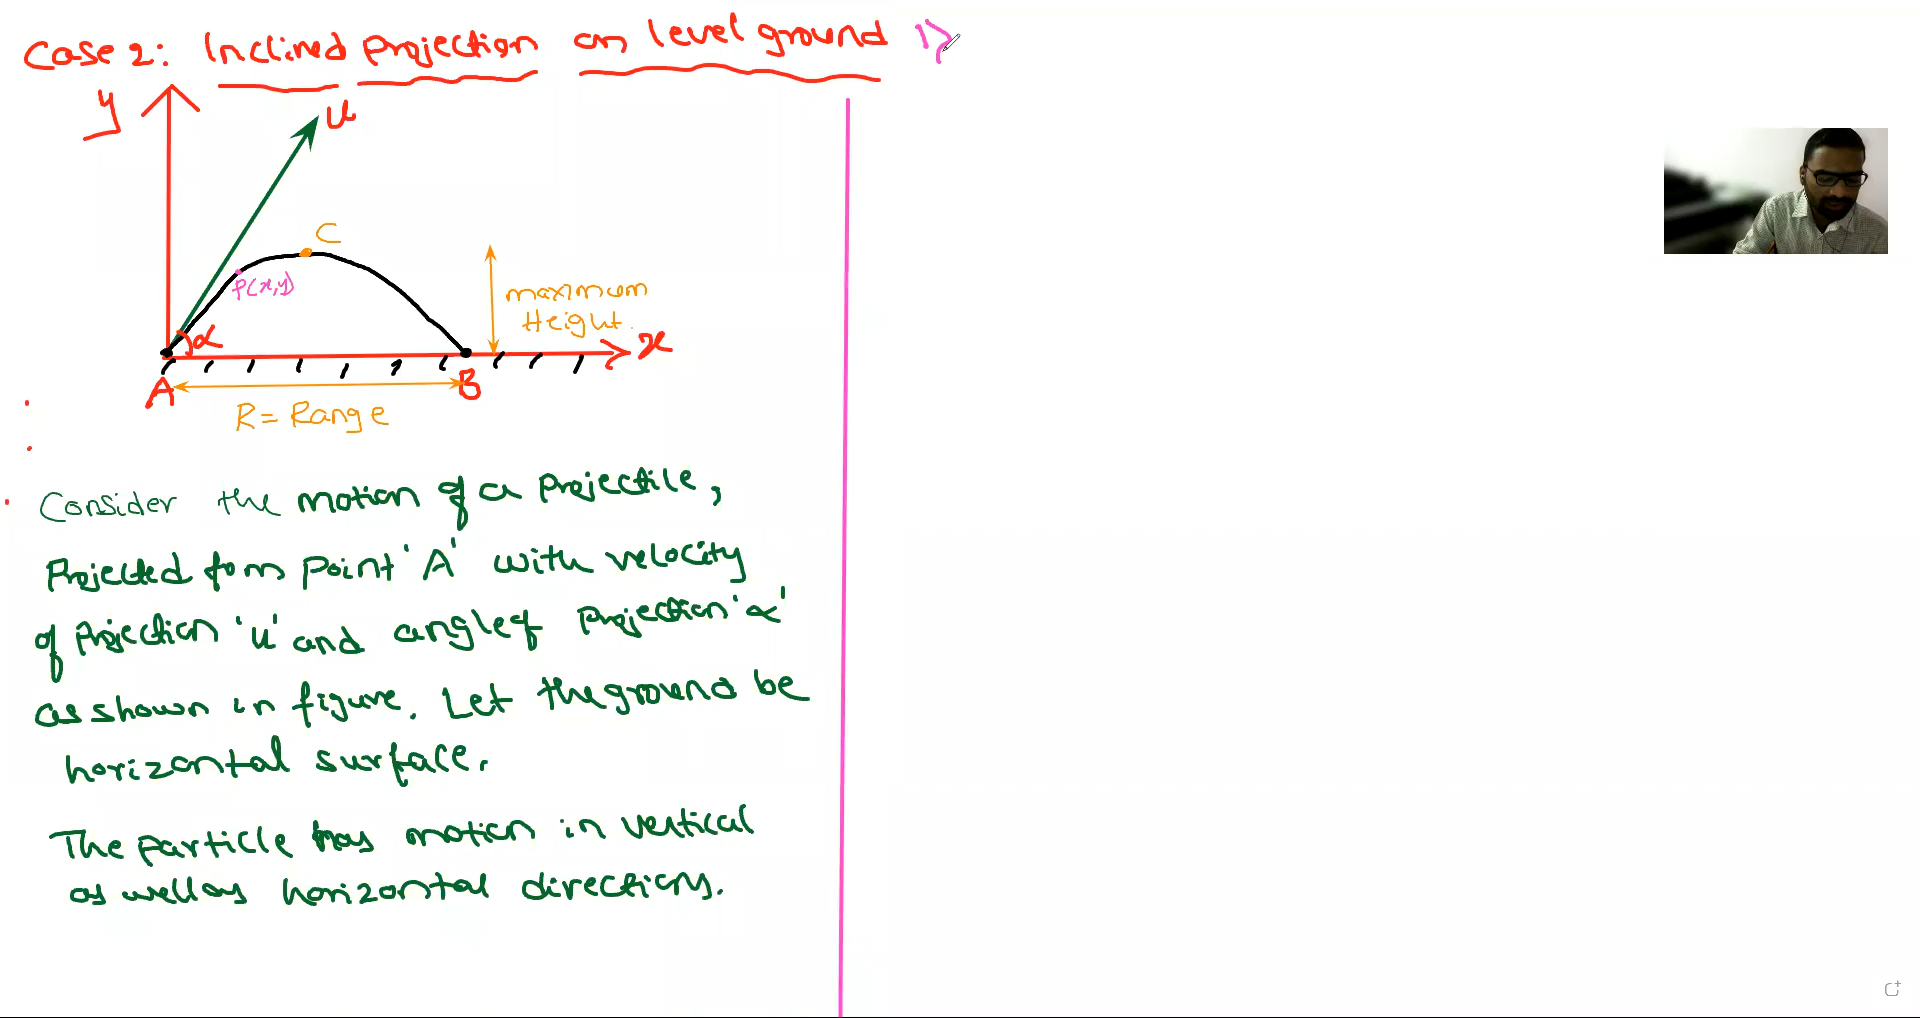 Case 2: Inclined projection on level ground
y
u
C
P(x,y)
maximum
Height.
α
x
A
B
R = Range
Consider the motion of a projectile,
Projected from point 'A' with velocity
of projection 'u' and angle of projection 'α'
as shown in figure. Let the ground be
horizontal surface.
The particle has motion in vertical
as well as horizontal directions.